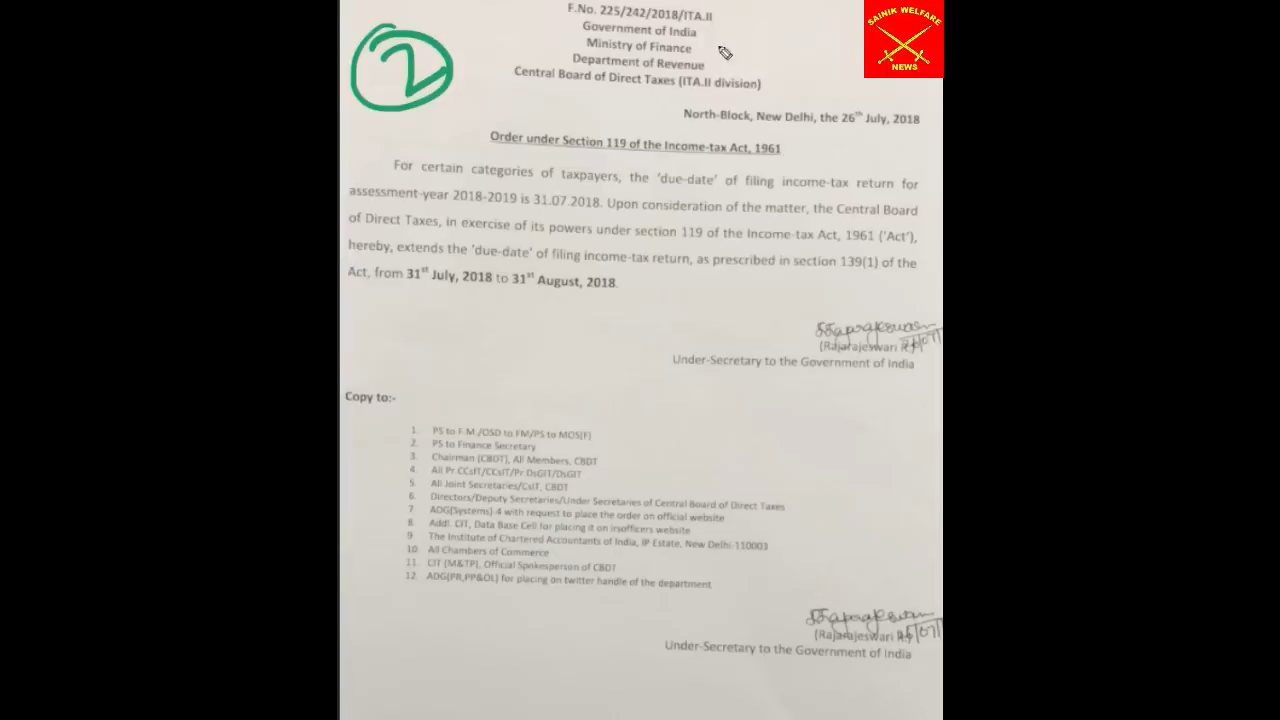 F.No. 225/242/2018/ITA.II
Government of India
Ministry of Finance
Department of Revenue
Central Board of Direct Taxes (ITA.II division)
SAINIK WELFARE
NEWS
2
North-Block, New Delhi, the 26th July, 2018
Order under Section 119 of the Income-tax Act, 1961
For certain categories of taxpayers, the 'due-date' of filing income-tax return for
assessment-year 2018-2019 is 31.07.2018. Upon consideration of the matter, the Central Board
of Direct Taxes, in exercise of its powers under section 119 of the Income-tax Act, 1961 ('Act'),
hereby, extends the 'due-date' of filing income-tax return, as prescribed in section 139(1) of the
Act, from 31st July, 2018 to 31st August, 2018.
(Rajarajeswari
Under-Secretary to the Government of India
Copy to:-
1. PS to F.M./OSD to FM/PS to MOS(F)
2. PS to Finance Secretary
3. Chairman (CBDT), All Members, CBDT
4. All Pr.CCsIT/CCsIT/Pr.DsGIT/DsGIT
5. All Joint Secretaries/CsIT, CBDT
6. Directors/Deputy Secretaries/Under Secretaries of Central Board of Direct Taxes
7. ADG(Systems)-4 with request to place the order on official website
8. Addl. CIT, Data Base Cell for placing it on irsofficers website
9. The Institute of Chartered Accountants of India, IP Estate, New Delhi-110003
10. All Chambers of Commerce
11. CIT (M&TP), Official Spokesperson of CBDT
12. ADG(PR,PP&OL) for placing on twitter handle of the department
(Rajarajeswari
Under-Secretary to the Government of India